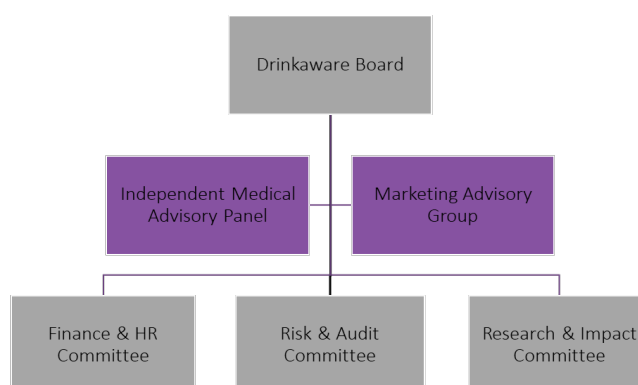 Drinkaware Board
Independent Medical
Advisory Panel
Marketing Advisory
Group
Finance & HR
Committee
Risk & Audit
Committee
Research & Impact
Committee